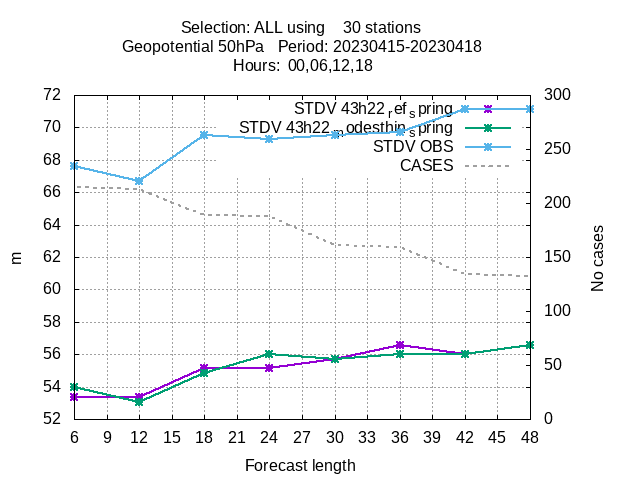 Selection: ALL using    30 stations
Geopotential 50hPa   Period: 20230415-20230418
Hours:  00,06,12,18
STDV 43h22_ref_spring
STDV 43h22_modesthip_spring
STDV OBS
CASES
72
70
68
66
64
62
60
58
56
54
52
m
300
250
200
150
100
50
0
No cases
6 9 12 15 18 21 24 27 30 33 36 39 42 45 48
Forecast length